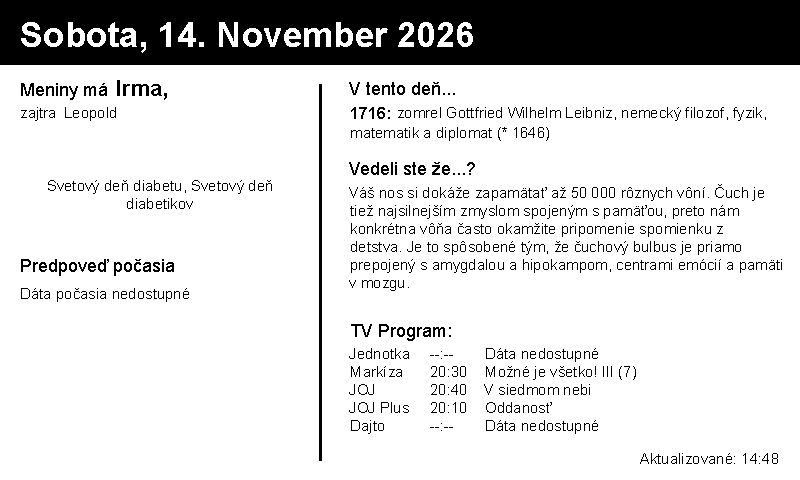 Sobota, 14. November 2026
Meniny má Irma,
zajtra Leopold
Svetový deň diabetu, Svetový deň
diabetikov
Predpoveď počasia
Dáta počasia nedostupné
V tento deň...
1716: zomrel Gottfried Wilhelm Leibniz, nemecký filozof, fyzik,
matematik a diplomat (* 1646)
Vedeli ste že...?
Váš nos si dokáže zapamätať až 50 000 rôznych vôní. Čuch je
tiež najsilnejším zmyslom spojeným s pamäťou, preto nám
konkrétna vôňa často okamžite pripomenie spomienku z
detstva. Je to spôsobené tým, že čuchový bulbus je priamo
prepojený s amygdalou a hipokampom, centrami emócií a pamäti
v mozgu.
TV Program:
Jednotka --:-- Dáta nedostupné
Markíza 20:30 Možné je všetko! III (7)
JOJ 20:40 V siedmom nebi
JOJ Plus 20:10 Oddanosť
Dajto --:-- Dáta nedostupné
Aktualizované: 14:48